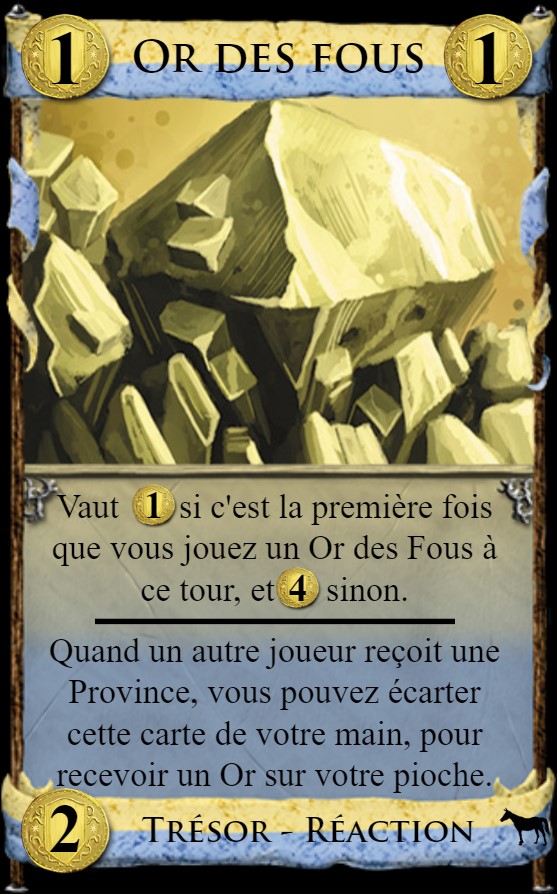 1 OR DES FOUS 1
Vaut 1 si c'est la première fois
que vous jouez un Or des Fous à
ce tour, et 4 sinon.
Quand un autre joueur reçoit une
Province, vous pouvez écarter
cette carte de votre main, pour
recevoir un Or sur votre pioche.
2 TRÉSOR - RÉACTION